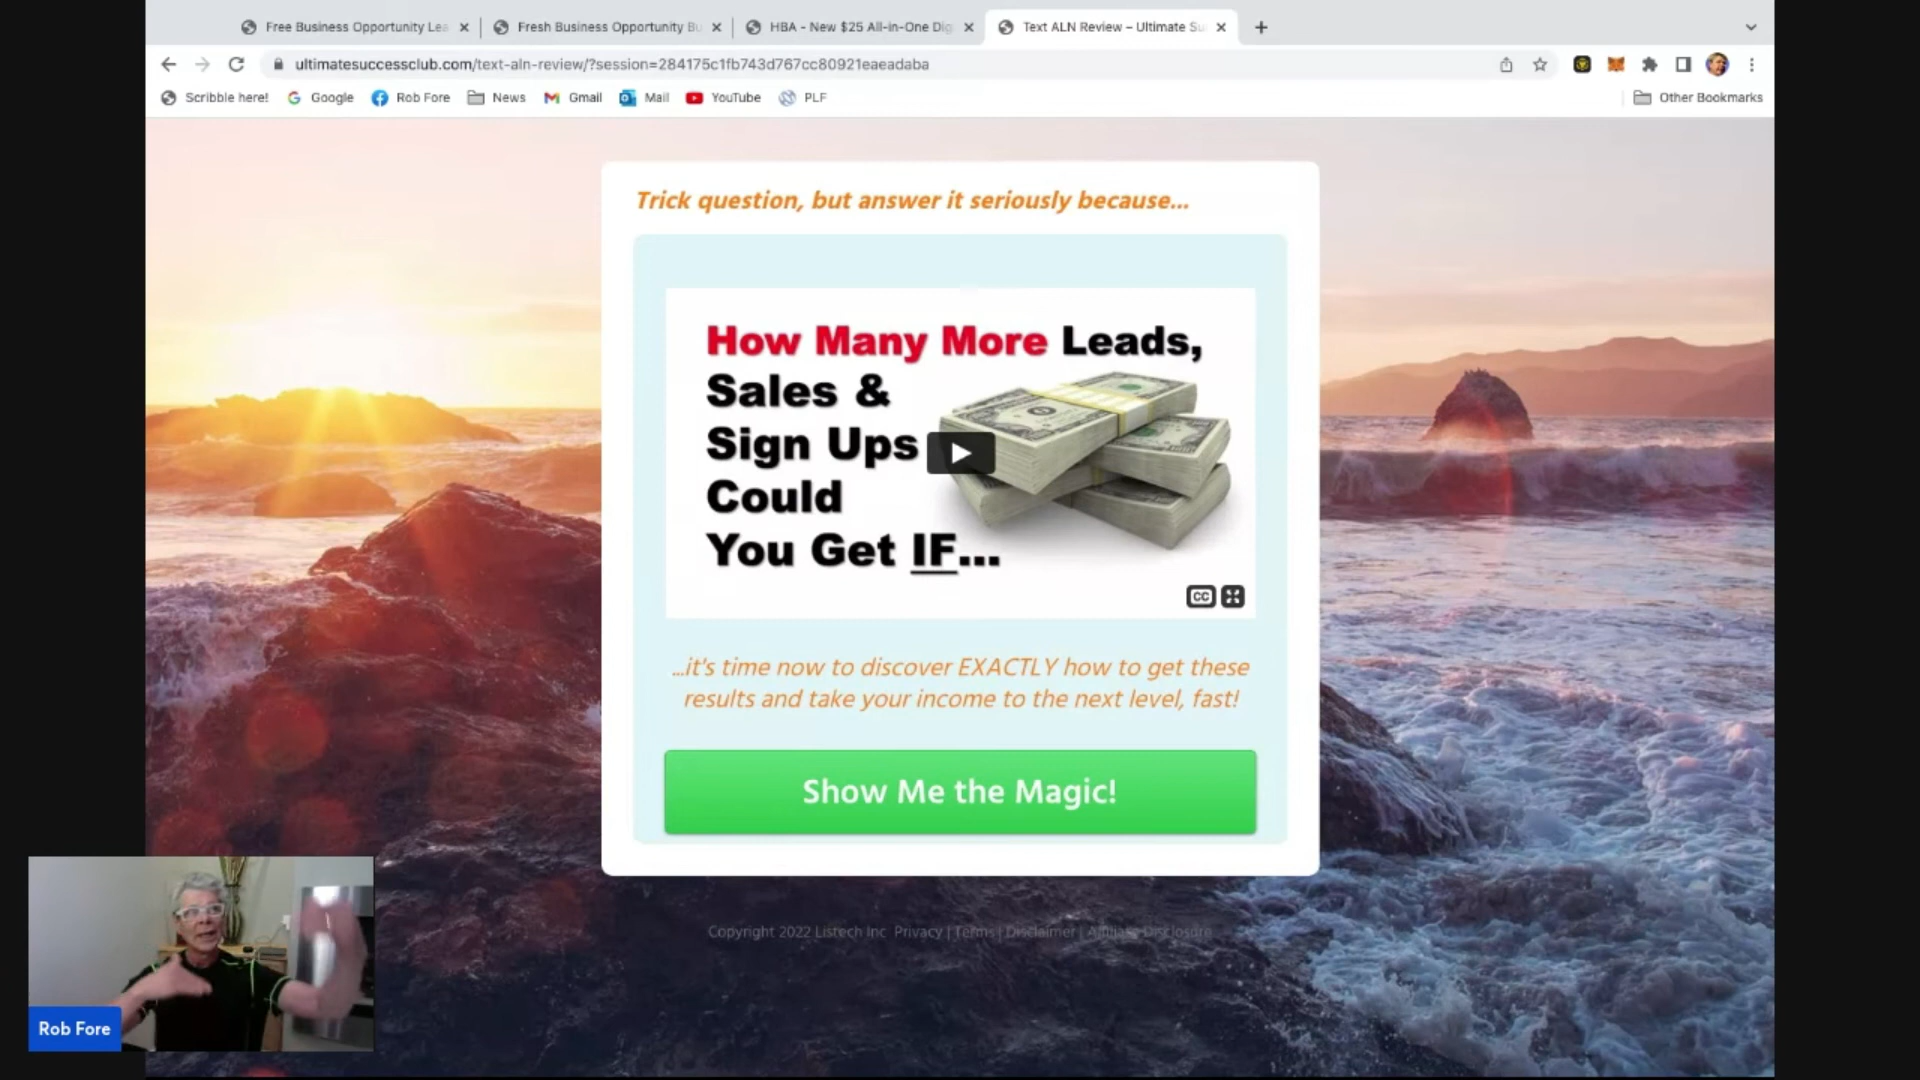 Free Business Opportunity Lea
Fresh Business Opportunity Bu
HBA - New $25 All-in-One Dig
Text ALN Review – Ultimate Su
ultimatesuccessclub.com/text-aln-review/?session=284175c1fb743d767cc80921eaeadaba
Scribble here!
Google
Rob Fore
News
Gmail
Mail
YouTube
PLF
Other Bookmarks
Trick question, but answer it seriously because...
How Many More Leads,
Sales &
Sign Ups
Could
You Get IF...
CC
...it's time now to discover EXACTLY how to get these
results and take your income to the next level, fast!
Show Me the Magic!
Copyright 2022 Listech Inc Privacy | Terms | Disclaimer | Affiliate Disclosure
Rob Fore